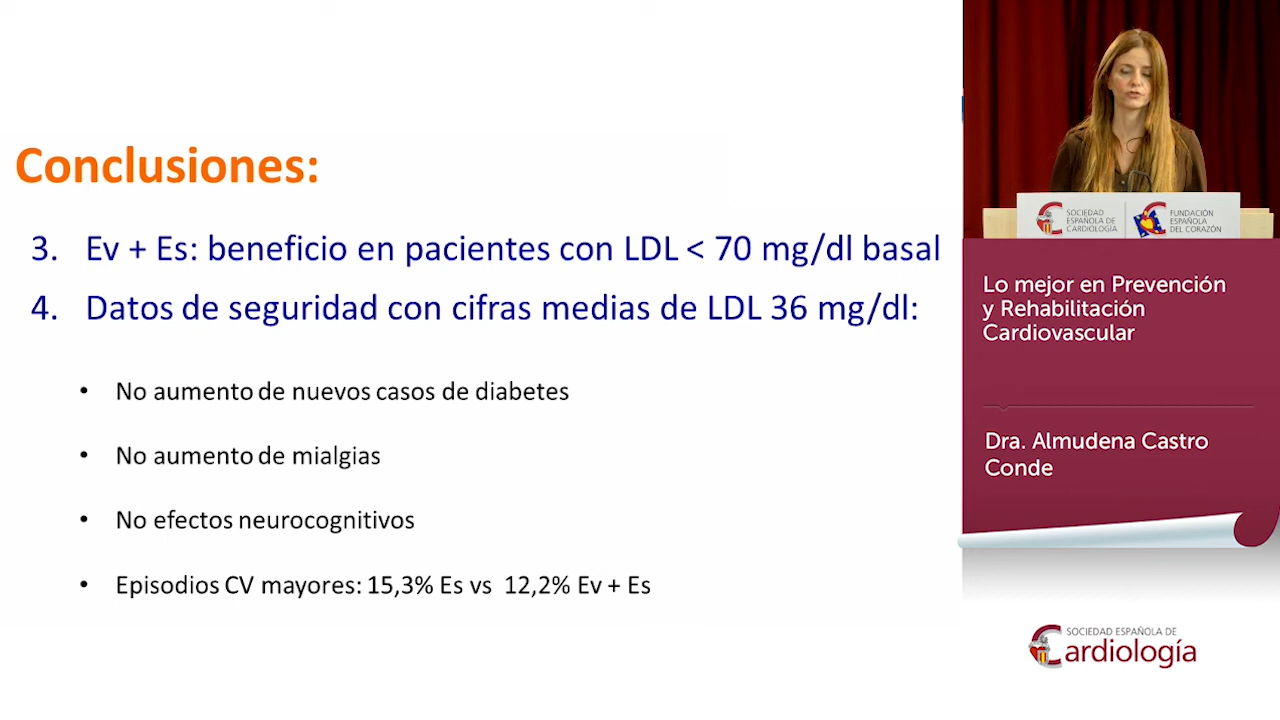 Conclusiones:
3. Ev + Es: beneficio en pacientes con LDL < 70 mg/dl basal
4. Datos de seguridad con cifras medias de LDL 36 mg/dl:
• No aumento de nuevos casos de diabetes
• No aumento de mialgias
• No efectos neurocognitivos
• Episodios CV mayores: 15,3% Es vs 12,2% Ev + Es
SOCIEDAD
ESPAÑOLA DE
CARDIOLOGÍA
FUNDACIÓN
ESPAÑOLA
DEL CORAZÓN
Lo mejor en Prevención
y Rehabilitación
Cardiovascular
Dra. Almudena Castro
Conde
SOCIEDAD ESPAÑOLA DE
Cardiología